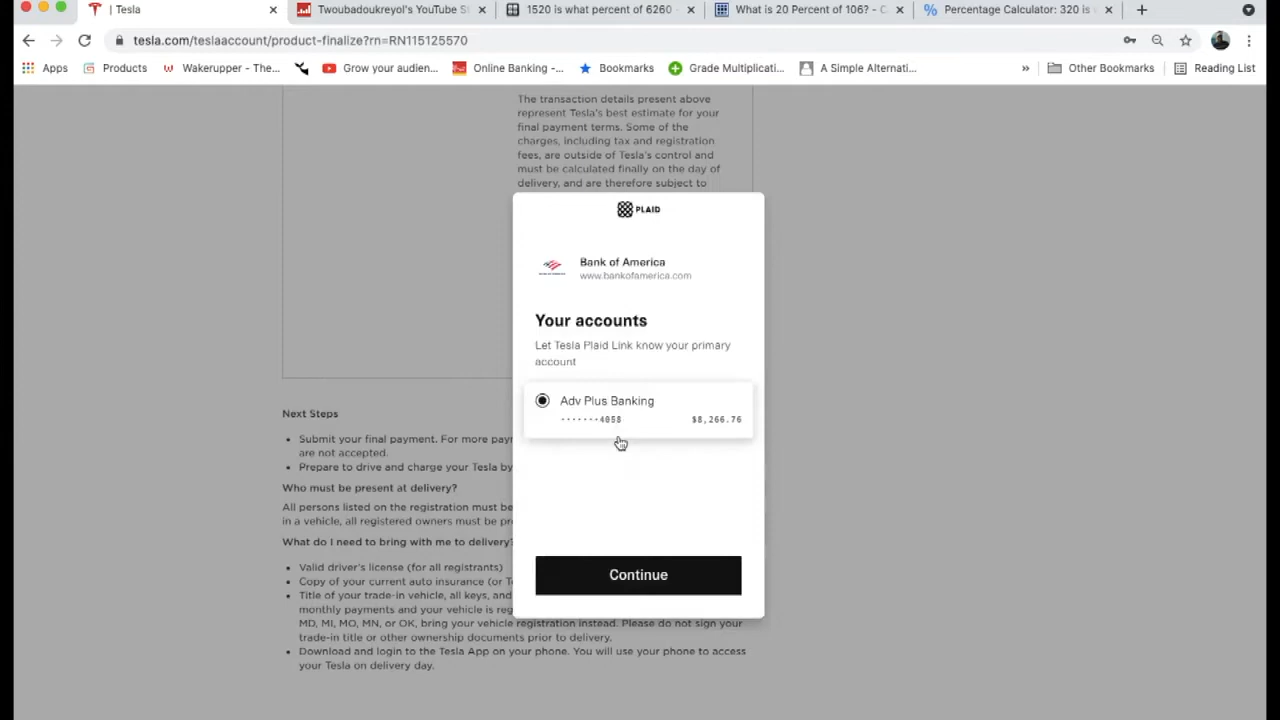 | Tesla
Twoubadoukreyol's YouTube S
1520 is what percent of 6260 -
What is 20 Percent of 106? - C
Percentage Calculator: 320 is
tesla.com/teslaaccount/product-finalize?rn=RN115125570
Apps
Products
Wakerupper - The...
Grow your audien...
Online Banking -...
Bookmarks
Grade Multiplicati...
A Simple Alternati...
»
Other Bookmarks
Reading List
The transaction details present above
represent Tesla's best estimate for your
final payment terms. Some of the
charges, including tax and registration
fees, are outside of Tesla's control and
must be calculated finally on the day of
delivery, and are therefore subject to
PLAID
Bank of America
www.bankofamerica.com
Your accounts
Let Tesla Plaid Link know your primary
account
Adv Plus Banking
·······4058
$8,266.76
Continue
Next Steps
• Submit your final payment. For more payn
are not accepted.
• Prepare to drive and charge your Tesla by
Who must be present at delivery?
All persons listed on the registration must be
in a vehicle, all registered owners must be pr
What do I need to bring with me to delivery?
• Valid driver's license (for all registrants)
• Copy of your current auto insurance (or T
• Title of your trade-in vehicle, all keys, and
monthly payments and your vehicle is reg
MD, MI, MO, MN, or OK, bring your vehicle registration instead. Please do not sign your
trade-in title or other ownership documents prior to delivery.
• Download and login to the Tesla App on your phone. You will use your phone to access
your Tesla on delivery day.